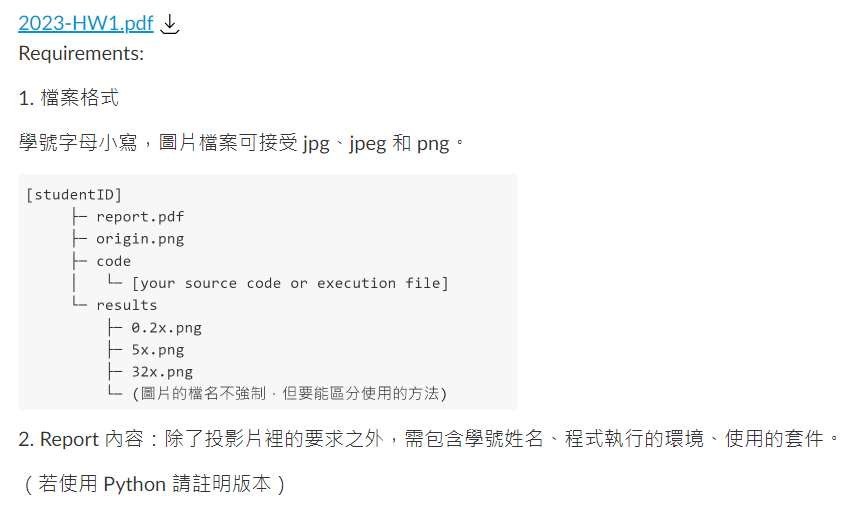 2023-HW1.pdf
Requirements:
1. 檔案格式
學號字母小寫，圖片檔案可接受 jpg、jpeg 和 png。
[studentID]
├─ report.pdf
├─ origin.png
├─ code
│ └─ [your source code or execution file]
└─ results
├─ 0.2x.png
├─ 5x.png
├─ 32x.png
└─ (圖片的檔名不強制，但要能區分使用的方法)
2. Report 內容：除了投影片裡的要求之外，需包含學號姓名、程式執行的環境、使用的套件。
（若使用 Python 請註明版本）